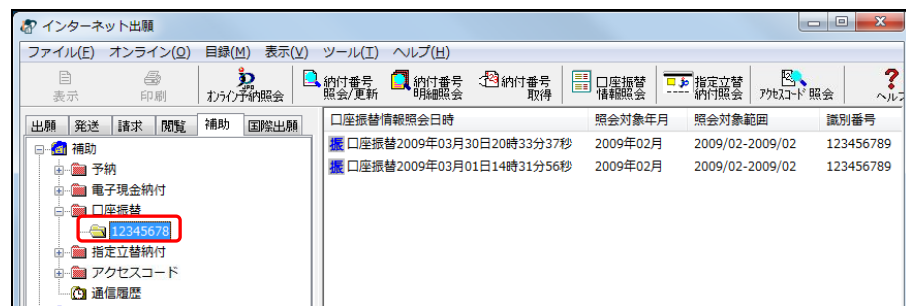 インターネット出願
ファイル(F) オンライン(O) 目録(M) 表示(V) ツール(T) ヘルプ(H)
表示 印刷 オンライン予納照会 納付番号照会/更新 納付番号明細照会 納付番号取得 口座振替情報照会 指定立替納付照会 アクセスコード照会 ヘルプ
出願 発送 請求 閲覧 補助 国際出願
補助
予納
電子現金納付
口座振替
12345678
指定立替納付
アクセスコード
通信履歴
口座振替情報照会日時 照会対象年月 照会対象範囲 識別番号
振 口座振替2009年03月30日20時33分37秒 2009年02月 2009/02-2009/02 123456789
振 口座振替2009年03月01日14時31分56秒 2009年02月 2009/02-2009/02 123456789